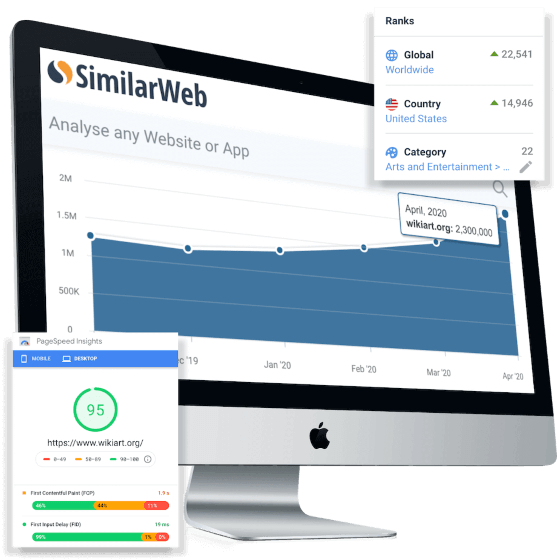 SimilarWeb
Analyse any Website or App
2M
1.5M
1M
500K
0
Jan '20
Feb '20
Mar '20
Apr '20
April, 2020
wikiart.org: 2,300,000
Ranks
Global 22,541
Worldwide
Country 14,946
United States
Category 22
Arts and Entertainment > ...
PageSpeed Insights
MOBILE DESKTOP
95
https://www.wikiart.org/
0–49 50–89 90–100
First Contentful Paint (FCP) 1.9 s
46% 44% 11%
First Input Delay (FID) 19 ms
99% 1% 0%